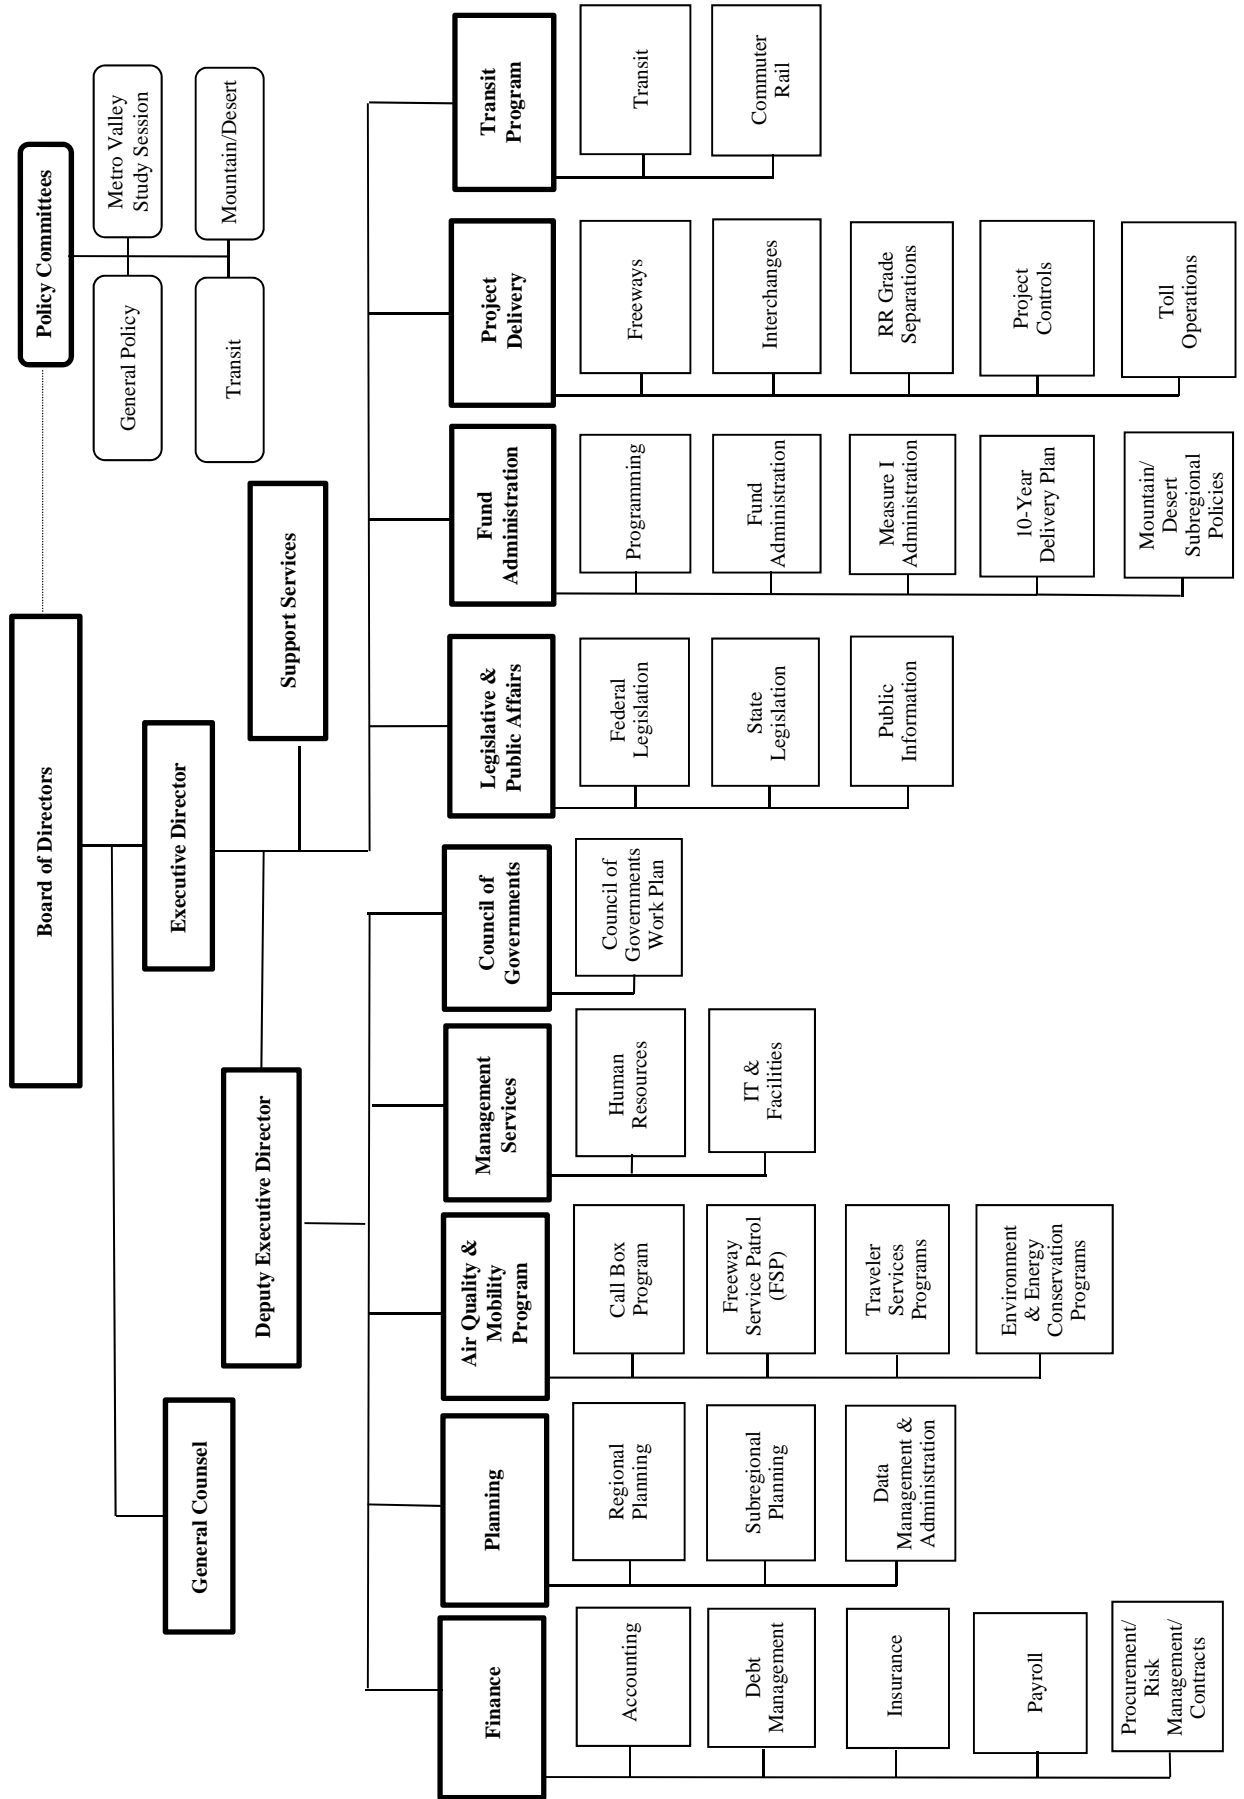 Board of Directors
Policy Committees
General Policy
Metro Valley
Study Session
Transit
Mountain/Desert
General Counsel
Executive Director
Deputy Executive Director
Support Services
Finance
Accounting
Debt
Management
Insurance
Payroll
Procurement/
Risk
Management/
Contracts
Planning
Regional
Planning
Subregional
Planning
Data
Management &
Administration
Air Quality &
Mobility
Program
Call Box
Program
Freeway
Service Patrol
(FSP)
Traveler
Services
Programs
Environment
& Energy
Conservation
Programs
Management
Services
Human
Resources
IT &
Facilities
Council of
Governments
Council of
Governments
Work Plan
Legislative &
Public Affairs
Federal
Legislation
State
Legislation
Public
Information
Fund
Administration
Programming
Fund
Administration
Measure I
Administration
10-Year
Delivery Plan
Mountain/
Desert
Subregional
Policies
Project
Delivery
Freeways
Interchanges
RR Grade
Separations
Project
Controls
Toll
Operations
Transit
Program
Transit
Commuter
Rail